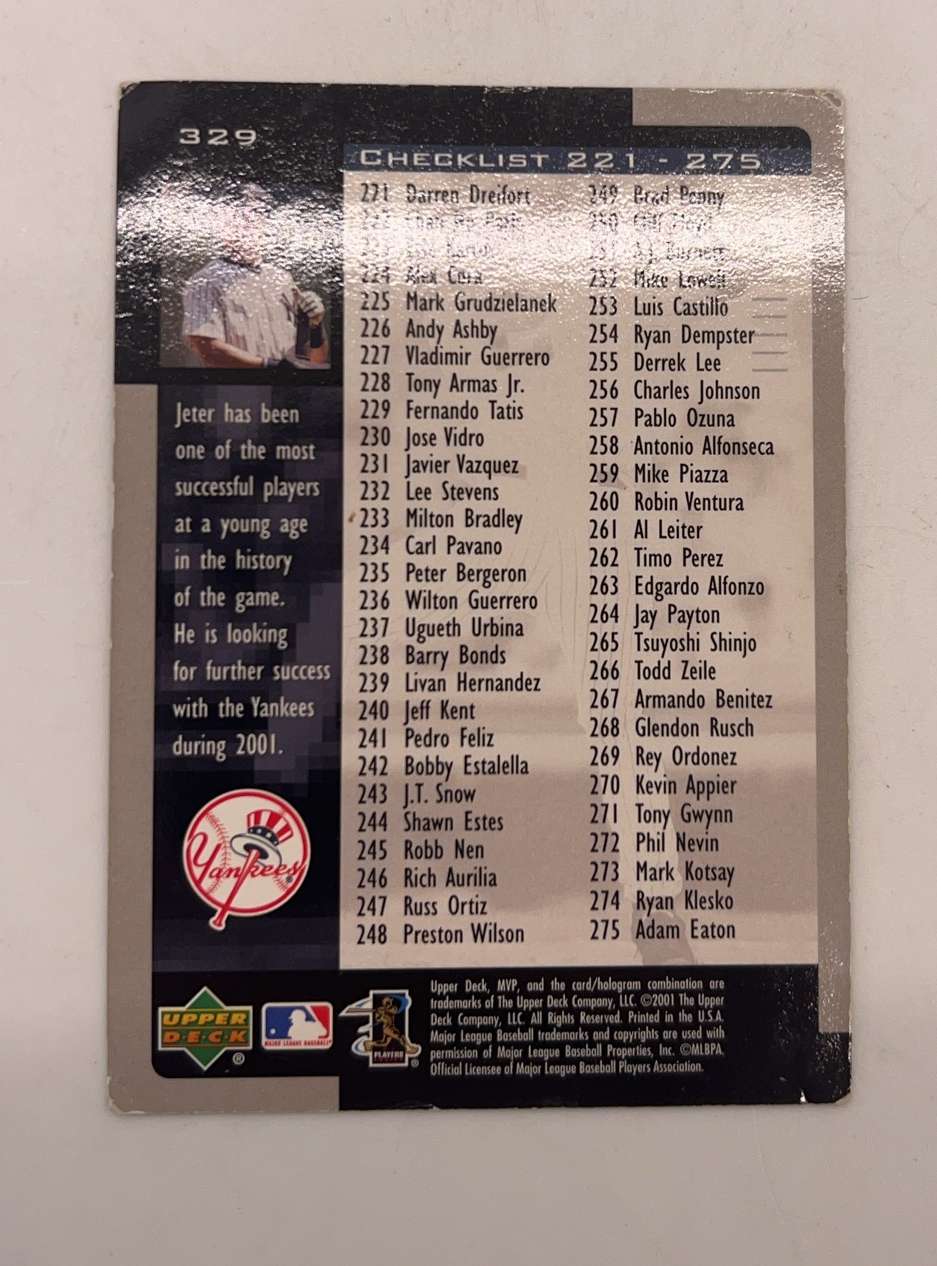 329
CHECKLIST 221 - 275
Jeter has been
one of the most
successful players
at a young age
in the history
of the game.
He is looking
for further success
with the Yankees
during 2001.
Yankees
221 Darren Dreifort
224 Alex Cora
225 Mark Grudzielanek
226 Andy Ashby
227 Vladimir Guerrero
228 Tony Armas Jr.
229 Fernando Tatis
230 Jose Vidro
231 Javier Vazquez
232 Lee Stevens
233 Milton Bradley
234 Carl Pavano
235 Peter Bergeron
236 Wilton Guerrero
237 Ugueth Urbina
238 Barry Bonds
239 Livan Hernandez
240 Jeff Kent
241 Pedro Feliz
242 Bobby Estalella
243 J.T. Snow
244 Shawn Estes
245 Robb Nen
246 Rich Aurilia
247 Russ Ortiz
248 Preston Wilson
249 Brad Penny
250 Cliff Floyd
251 A.J. Burnett
252 Mike Lowell
253 Luis Castillo
254 Ryan Dempster
255 Derrek Lee
256 Charles Johnson
257 Pablo Ozuna
258 Antonio Alfonseca
259 Mike Piazza
260 Robin Ventura
261 Al Leiter
262 Timo Perez
263 Edgardo Alfonzo
264 Jay Payton
265 Tsuyoshi Shinjo
266 Todd Zeile
267 Armando Benitez
268 Glendon Rusch
269 Rey Ordonez
270 Kevin Appier
271 Tony Gwynn
272 Phil Nevin
273 Mark Kotsay
274 Ryan Klesko
275 Adam Eaton
UPPER
DECK
®
MAJOR LEAGUE BASEBALL
PLAYERS
®
Upper Deck, MVP, and the card/hologram combination are
trademarks of The Upper Deck Company, LLC. ©2001 The Upper
Deck Company, LLC. All Rights Reserved. Printed in the U.S.A.
Major League Baseball trademarks and copyrights are used with
permission of Major League Baseball Properties, Inc. ©MLBPA.
Official Licensee of Major League Baseball Players Association.